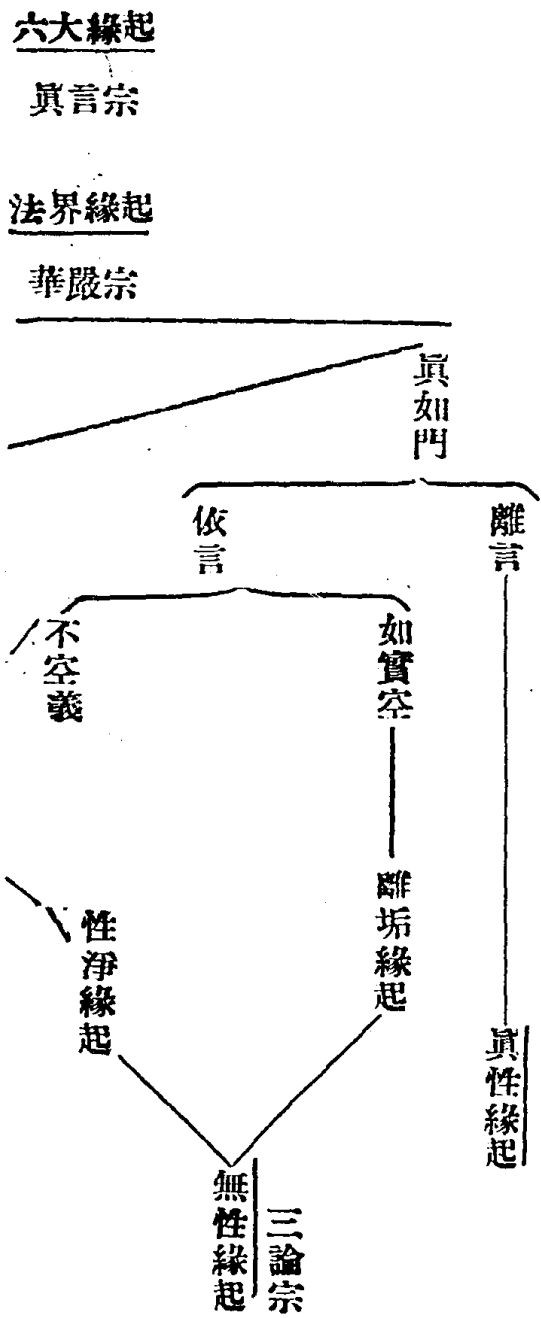 六大緣起
眞言宗
法界緣起
華嚴宗
眞如門
離言
依言
如實空
不空義
離垢緣起
性淨緣起
眞性緣起
三論宗
無性緣起